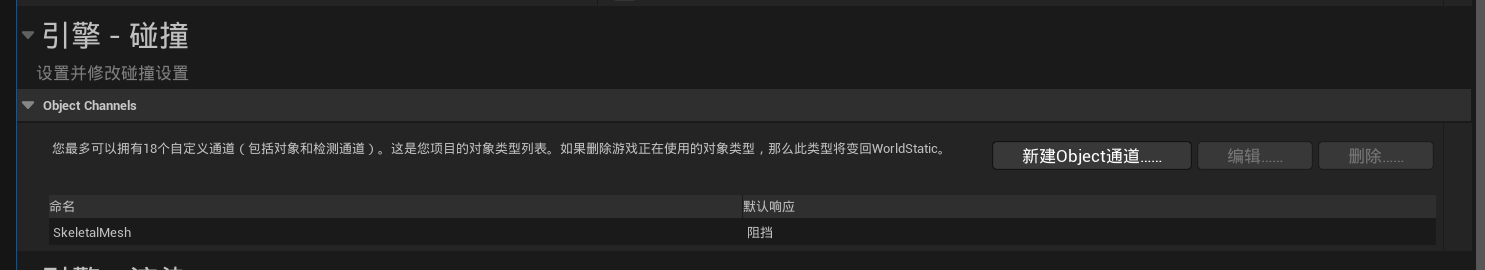 引擎 - 碰撞
设置并修改碰撞设置
Object Channels
您最多可以拥有18个自定义通道（包括对象和检测通道）。这是您项目的对象类型列表。如果删除游戏正在使用的对象类型，那么此类型将变回WorldStatic。
新建Object通道...... 编辑...... 删除......
命名 默认响应
SkeletalMesh 阻挡